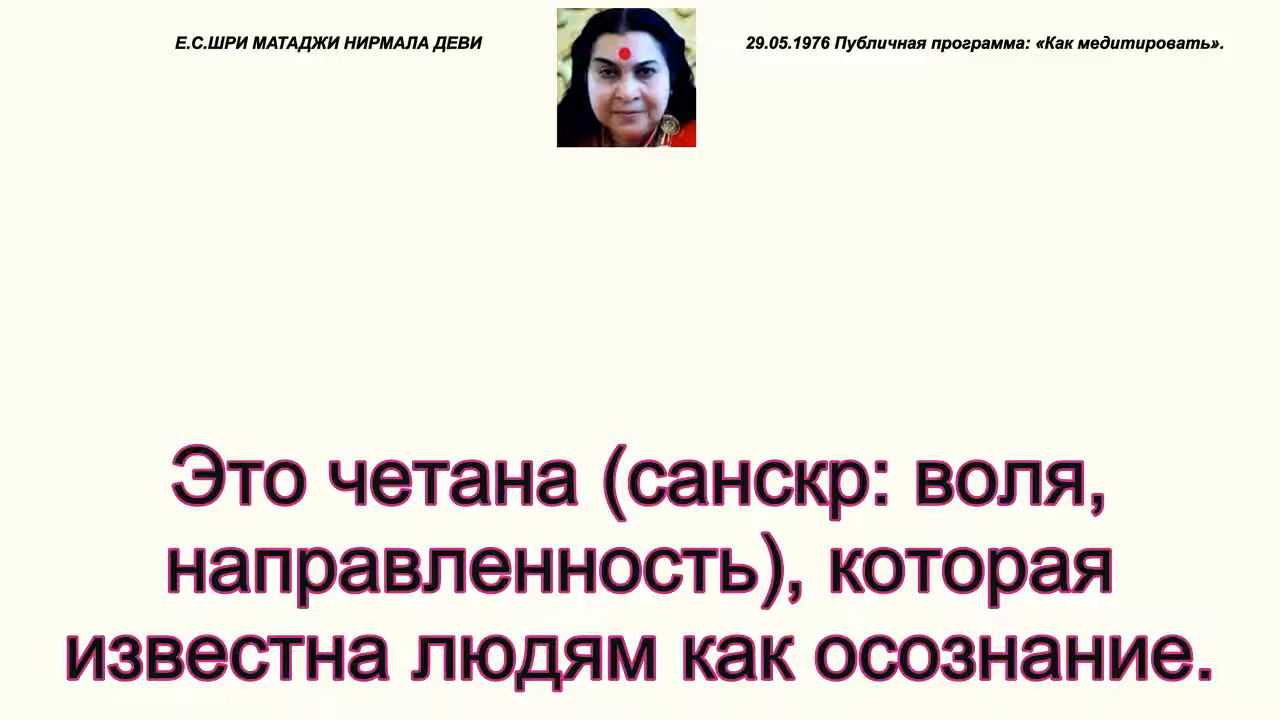 Е.С.ШРИ МАТАДЖИ НИРМАЛА ДЕВИ
29.05.1976 Публичная программа: «Как медитировать».
Это четана (санскр: воля,
направленность), которая
известна людям как осознание.